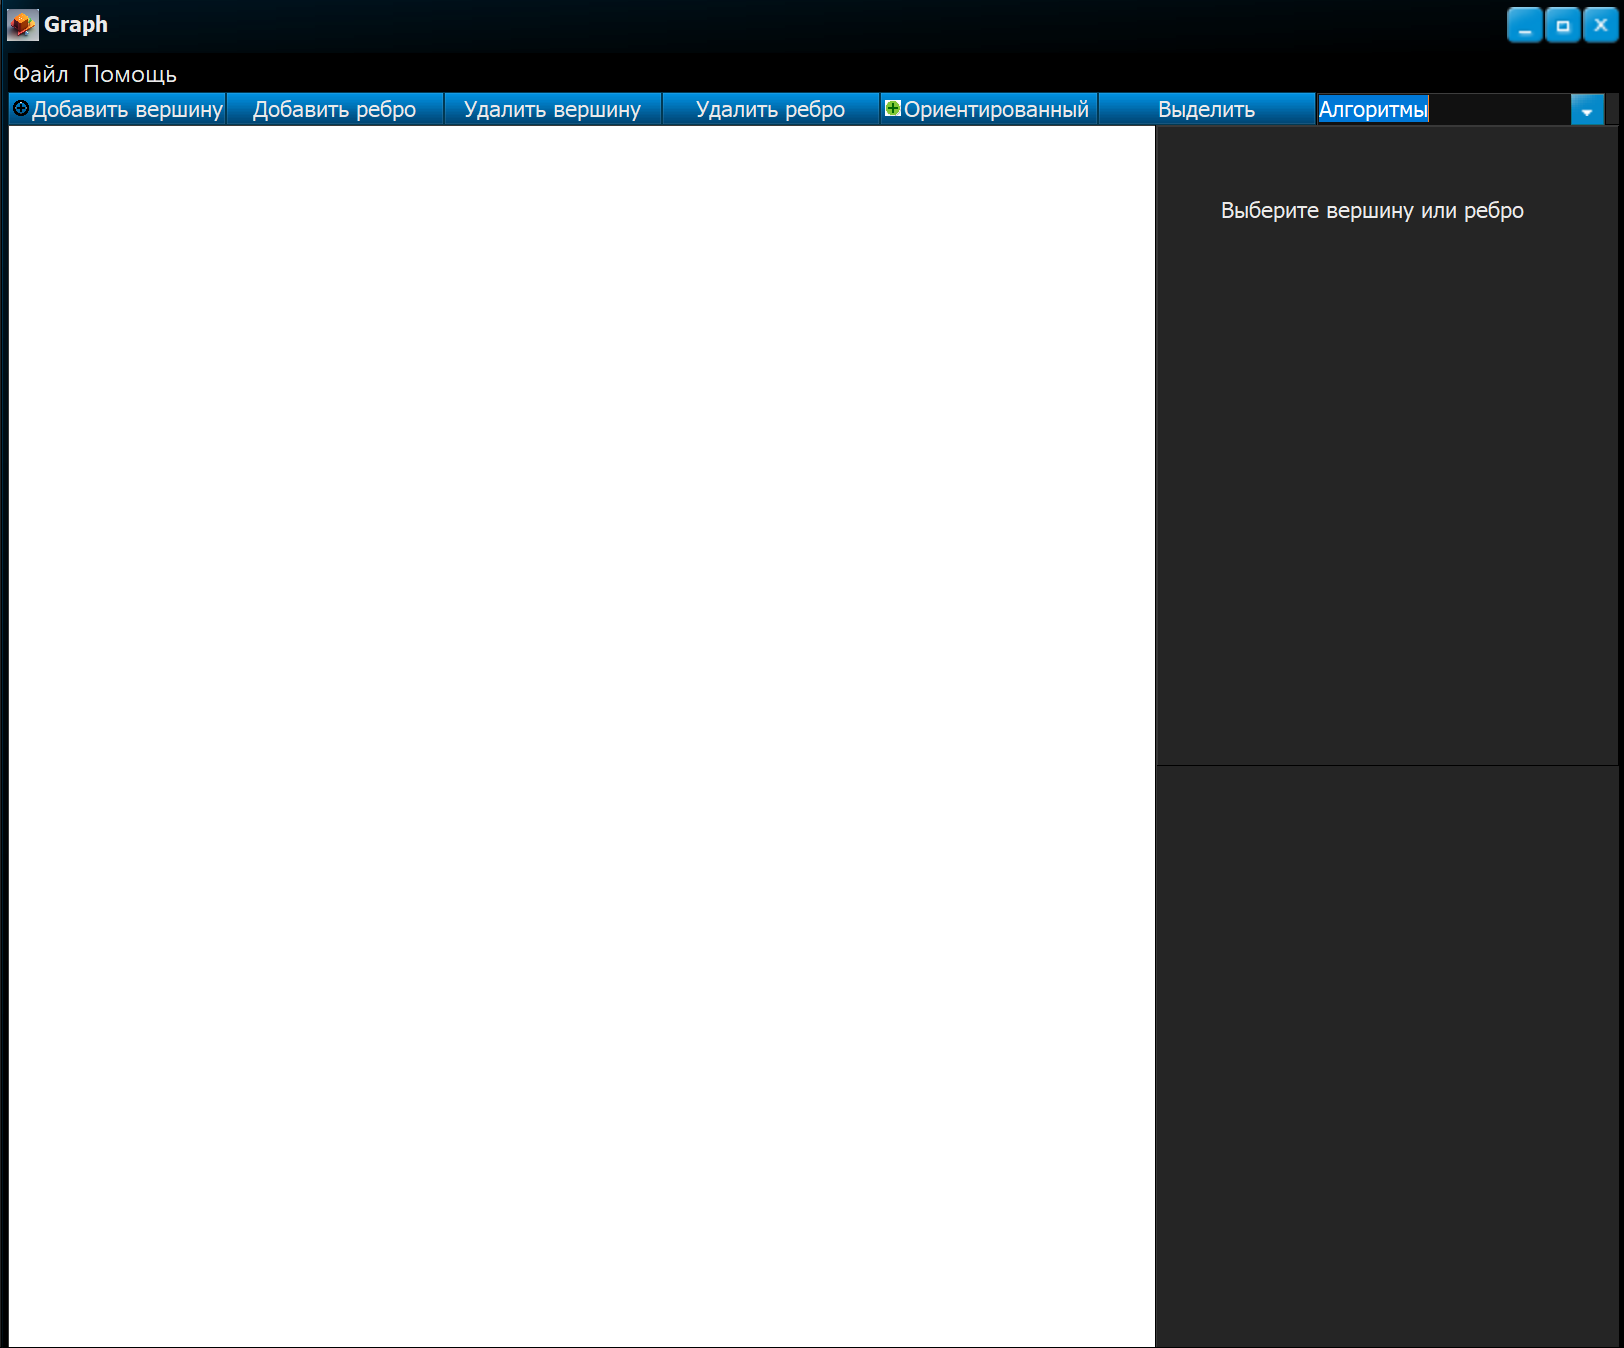 Graph
Файл Помощь
Добавить вершину Добавить ребро Удалить вершину Удалить ребро Ориентированный Выделить Алгоритмы
Выберите вершину или ребро